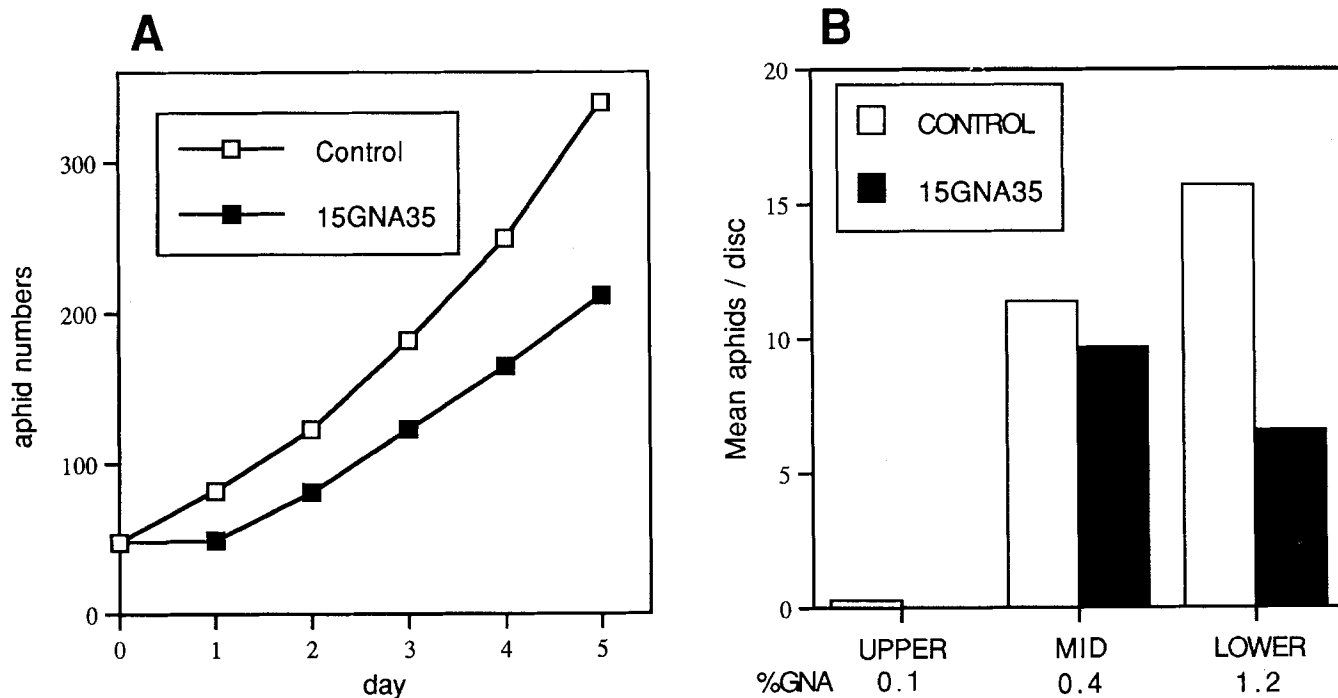 A
Control
15GNA35
300
200
100
0
aphid numbers
0 1 2 3 4 5
day
B
CONTROL
15GNA35
20
15
10
5
0
Mean aphids / disc
UPPER MID LOWER
%GNA 0.1 0.4 1.2